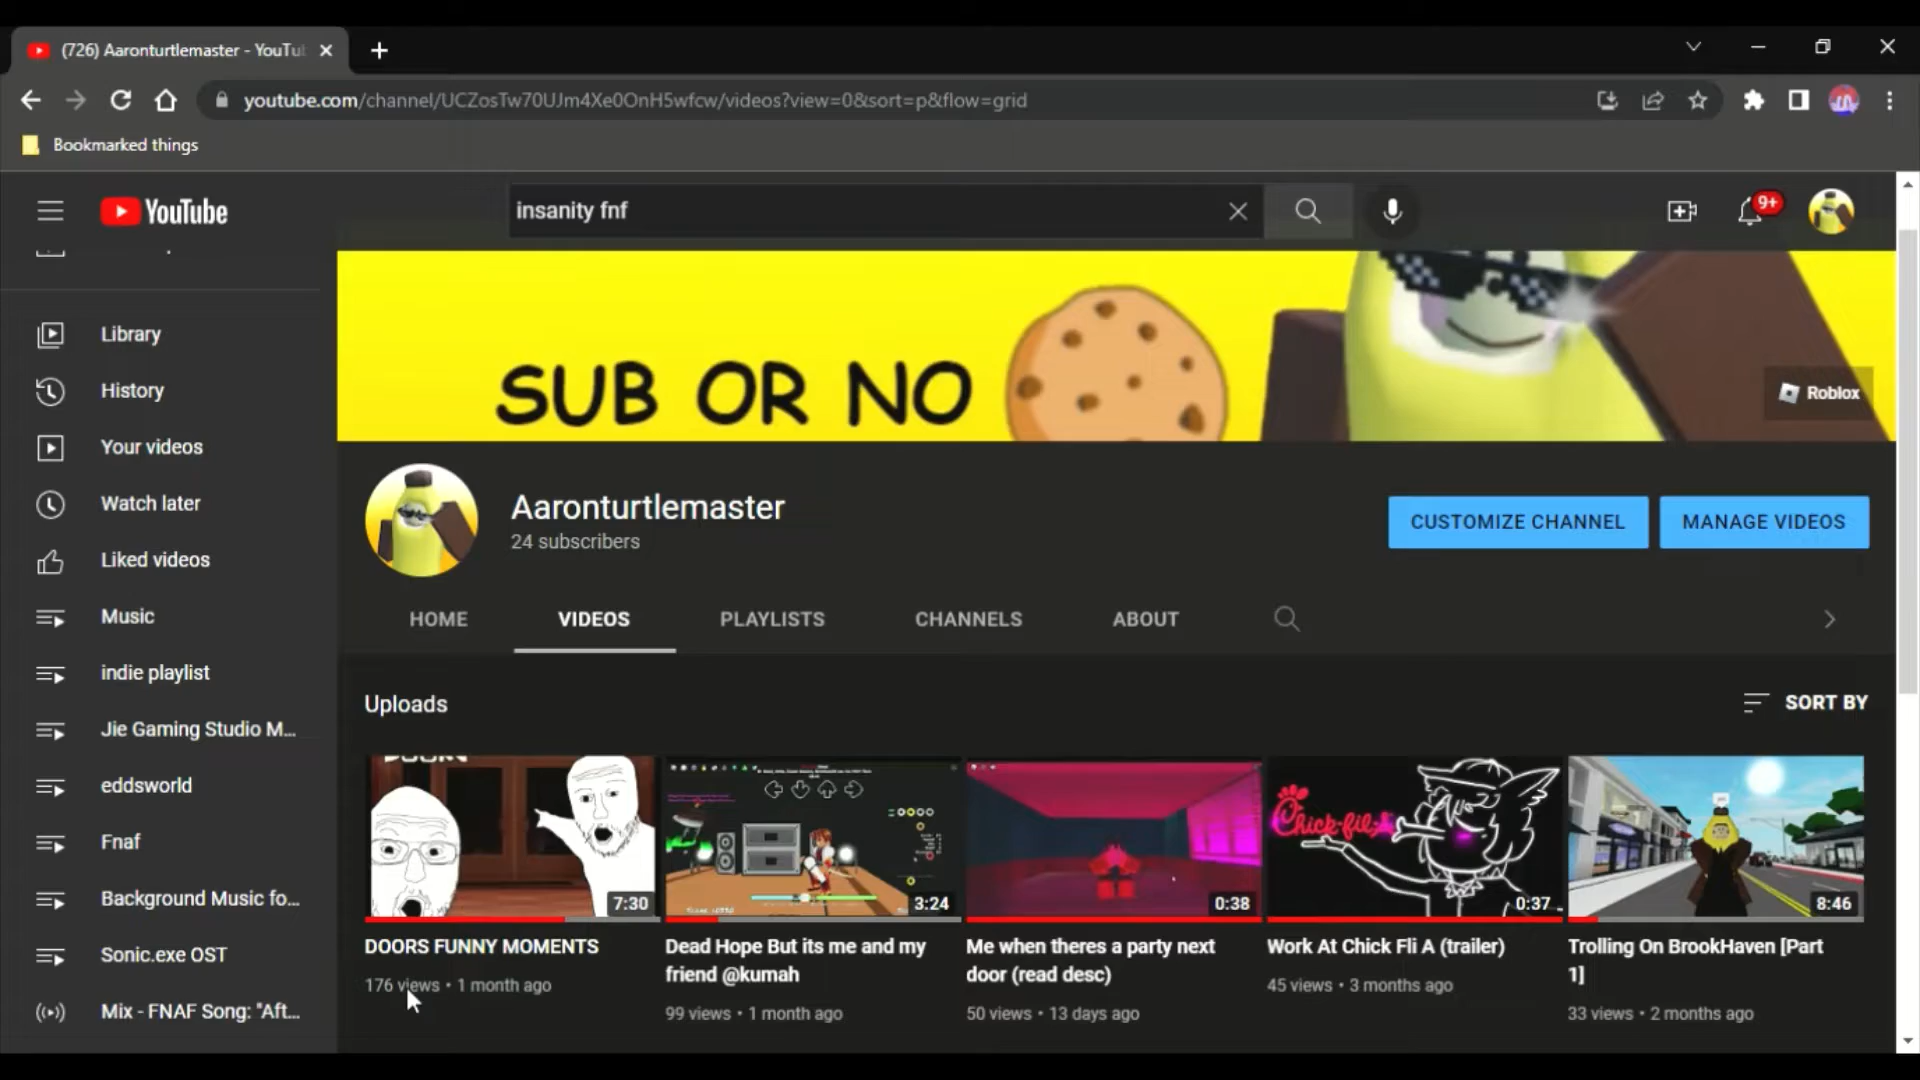 (726) Aaronturtlemaster - YouTu
youtube.com/channel/UCZosTw70UJm4Xe0OnH5wfcw/videos?view=0&sort=p&flow=grid
Bookmarked things
YouTube
insanity fnf
9+
Library
History
Your videos
Watch later
Liked videos
Music
indie playlist
Jie Gaming Studio M...
eddsworld
Fnaf
Background Music fo...
Sonic.exe OST
Mix - FNAF Song: "Aft...
SUB OR NO
Roblox
Aaronturtlemaster
24 subscribers
CUSTOMIZE CHANNEL
MANAGE VIDEOS
HOME
VIDEOS
PLAYLISTS
CHANNELS
ABOUT
Uploads
SORT BY
7:30
DOORS FUNNY MOMENTS
176 views • 1 month ago
3:24
Dead Hope But its me and my
friend @kumah
99 views • 1 month ago
0:38
Me when theres a party next
door (read desc)
50 views • 13 days ago
Chick-fil
0:37
Work At Chick Fli A (trailer)
45 views • 3 months ago
8:46
Trolling On BrookHaven [Part
1]
33 views • 2 months ago